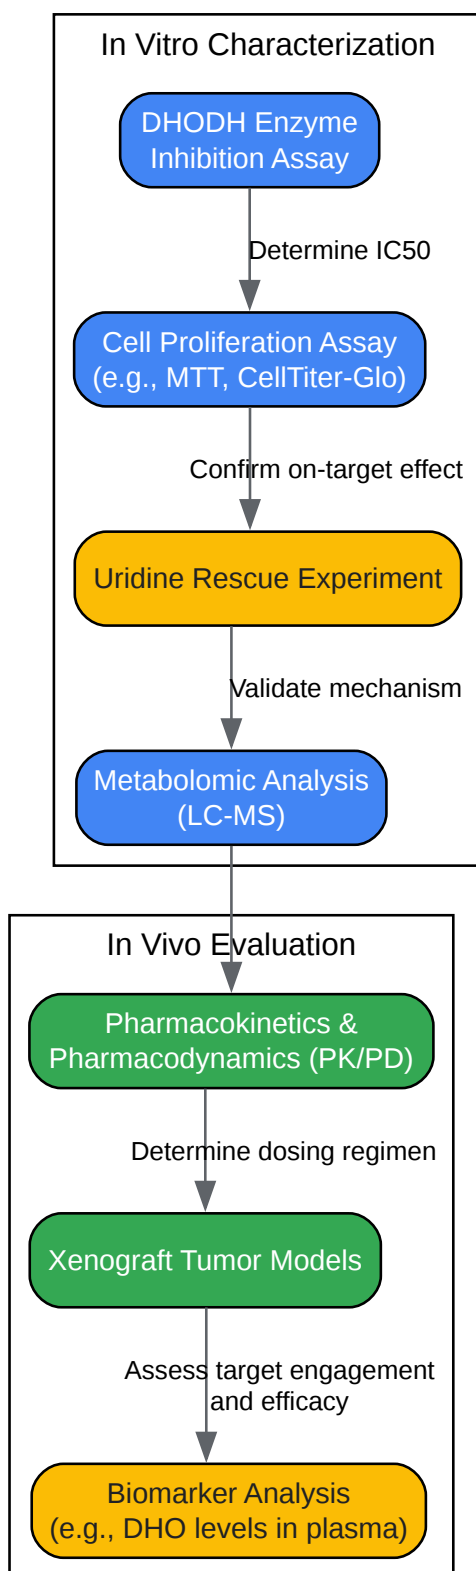 In Vitro Characterization
DHODH Enzyme
Inhibition Assay
Determine IC50
Cell Proliferation Assay
(e.g., MTT, CellTiter-Glo)
Confirm on-target effect
Uridine Rescue Experiment
Validate mechanism
Metabolomic Analysis
(LC-MS)
In Vivo Evaluation
Pharmacokinetics &
Pharmacodynamics (PK/PD)
Determine dosing regimen
Xenograft Tumor Models
Assess target engagement
and efficacy
Biomarker Analysis
(e.g., DHO levels in plasma)